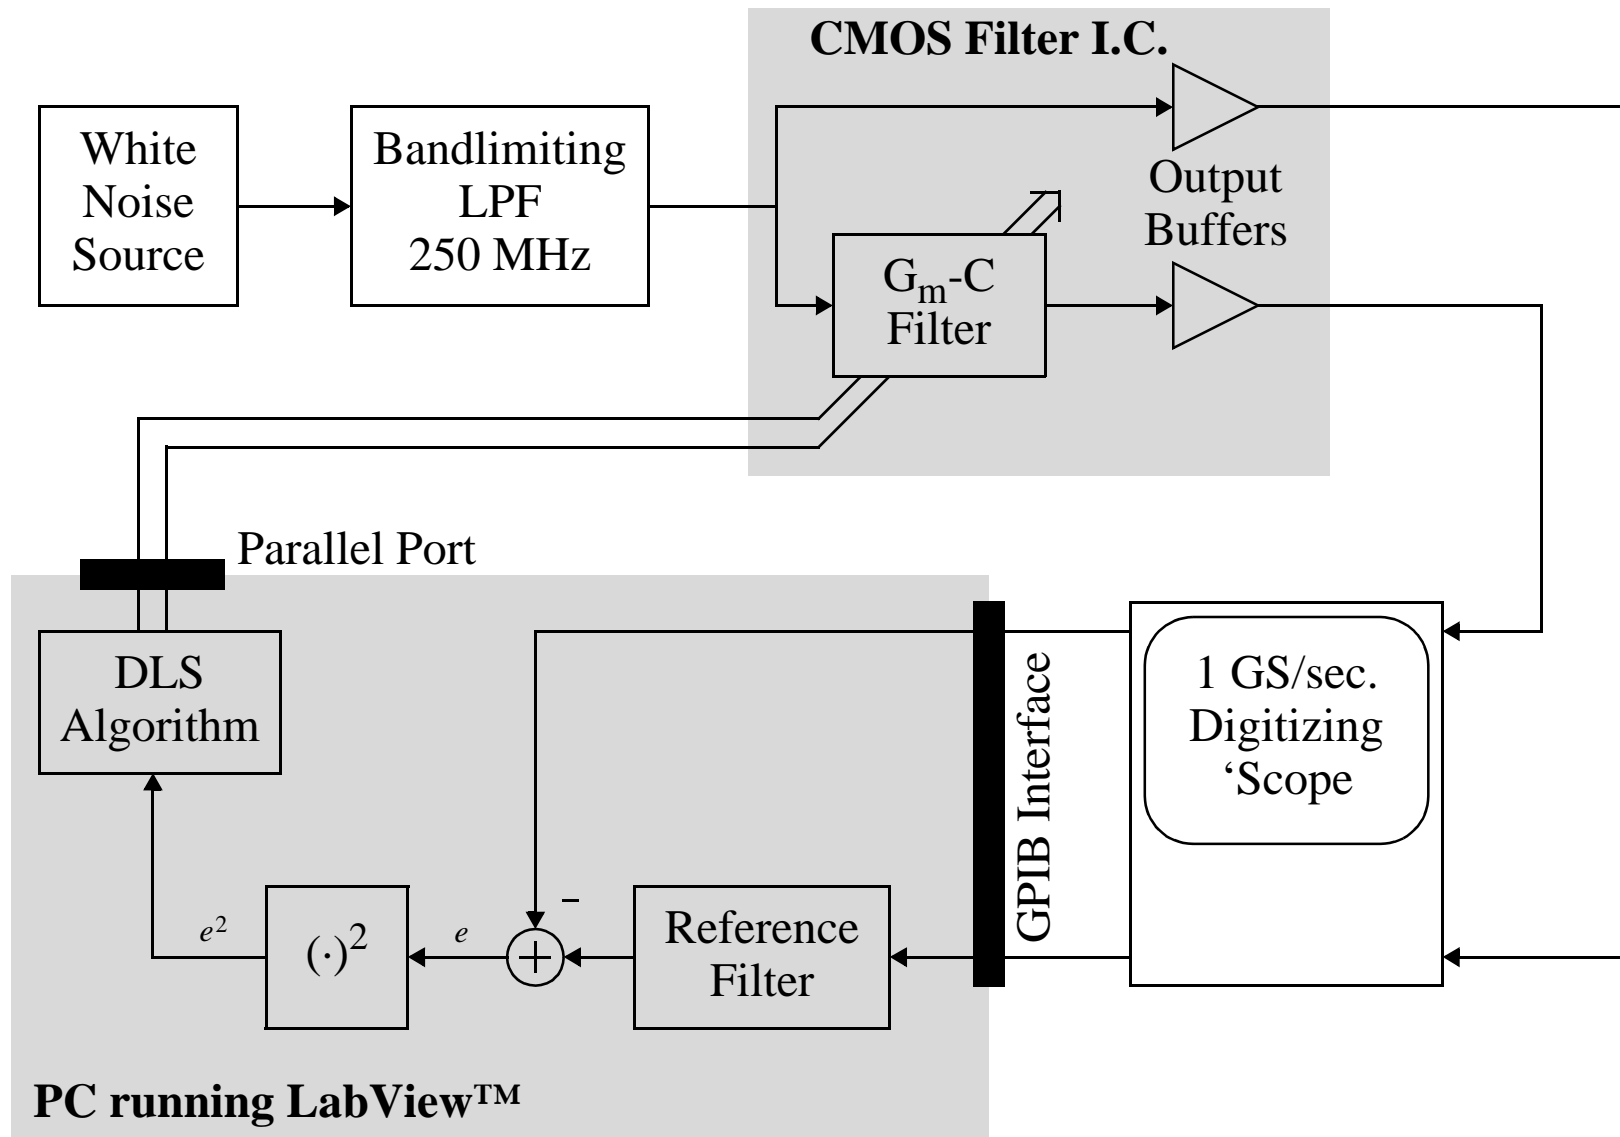 CMOS Filter I.C.
White
Noise
Source
Bandlimiting
LPF
250 MHz
Output
Buffers
Gm-C
Filter
Parallel Port
DLS
Algorithm
GPIB Interface
1 GS/sec.
Digitizing
‘Scope
e²
(·)²
e
+
−
Reference
Filter
PC running LabView™